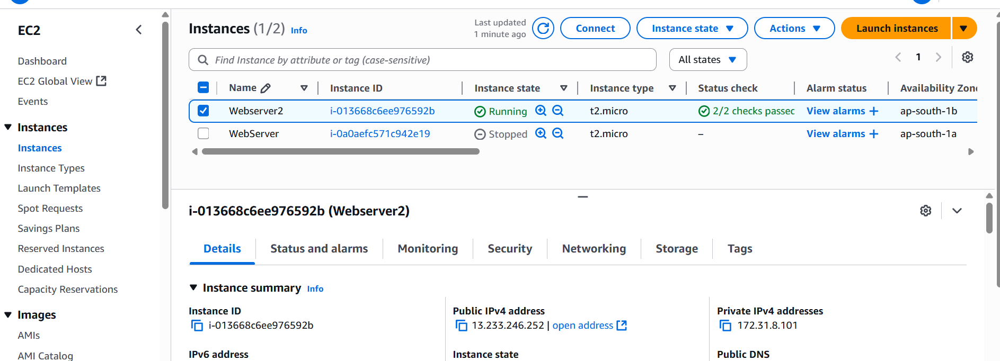 EC2
Dashboard
EC2 Global View
Events
Instances
Instances
Instance Types
Launch Templates
Spot Requests
Savings Plans
Reserved Instances
Dedicated Hosts
Capacity Reservations
Images
AMIs
AMI Catalog
Instances (1/2) Info
Last updated
1 minute ago
Connect
Instance state
Actions
Launch instances
Find Instance by attribute or tag (case-sensitive)
All states
1
Name Instance ID Instance state Instance type Status check Alarm status Availability Zone
Webserver2 i-013668c6ee976592b Running t2.micro 2/2 checks passed View alarms + ap-south-1b
WebServer i-0a0aefc571c942e19 Stopped t2.micro – View alarms + ap-south-1a
i-013668c6ee976592b (Webserver2)
Details Status and alarms Monitoring Security Networking Storage Tags
Instance summary Info
Instance ID
i-013668c6ee976592b
Public IPv4 address
13.233.246.252 | open address
Private IPv4 addresses
172.31.8.101
IPv6 address
Instance state
Public DNS